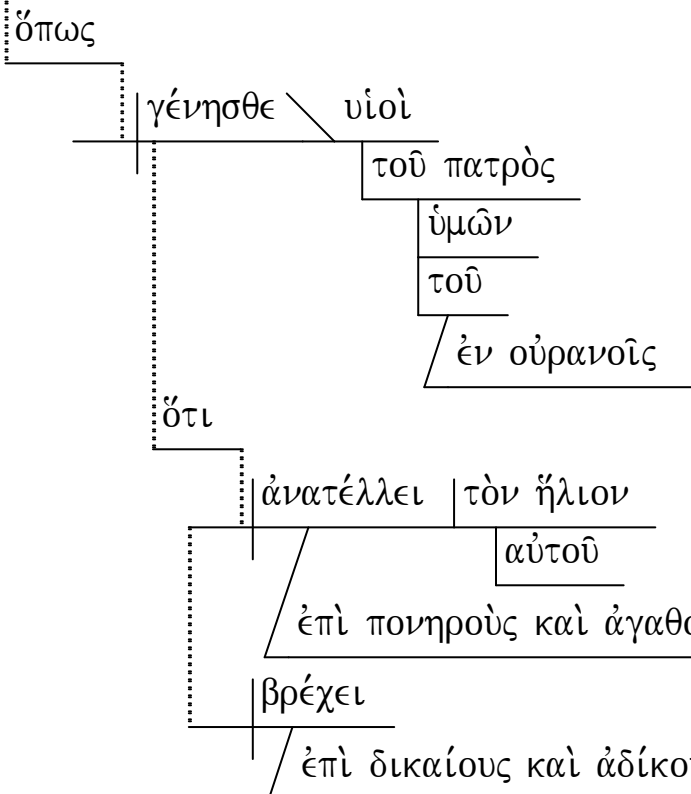 ὅπως
γένησθε υἱοὶ
τοῦ πατρὸς
ὑμῶν
τοῦ
ἐν οὐρανοῖς
ὅτι
ἀνατέλλει τὸν ἥλιον
αὐτοῦ
ἐπὶ πονηροὺς καὶ
βρέχει
ἐπὶ δικαίους καὶ